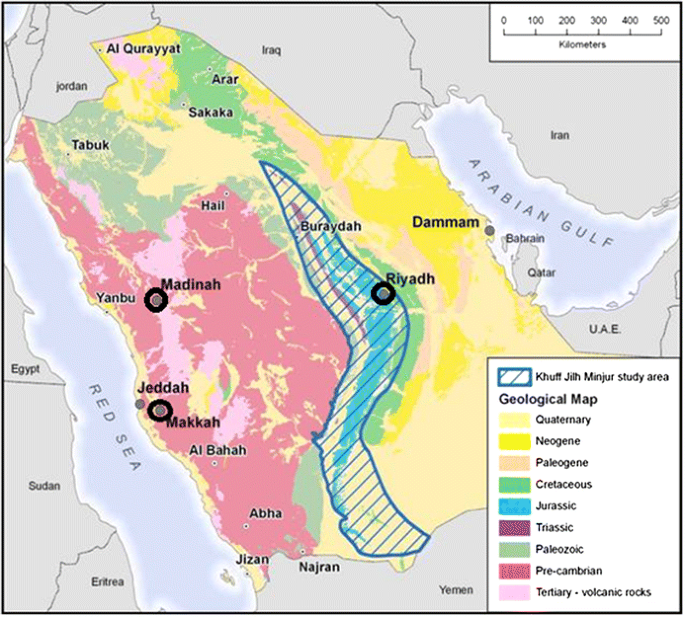 0 100 200 300 400 500
Kilometers
Al Qurayyat
Iraq
jordan
Arar
Sakaka
Iran
Tabuk
ARABIAN GULF
Hail
Buraydah
Dammam
Bahrain
Madinah
Riyadh
Qatar
Yanbu
U.A.E.
Egypt
RED SEA
Jeddah
Makkah
Al Bahah
Sudan
Abha
Jizan
Najran
Eritrea
Yemen
Khuff Jilh Minjur study area
Geological Map
Quaternary
Neogene
Paleogene
Cretaceous
Jurassic
Triassic
Paleozoic
Pre-cambrian
Tertiary - volcanic rocks